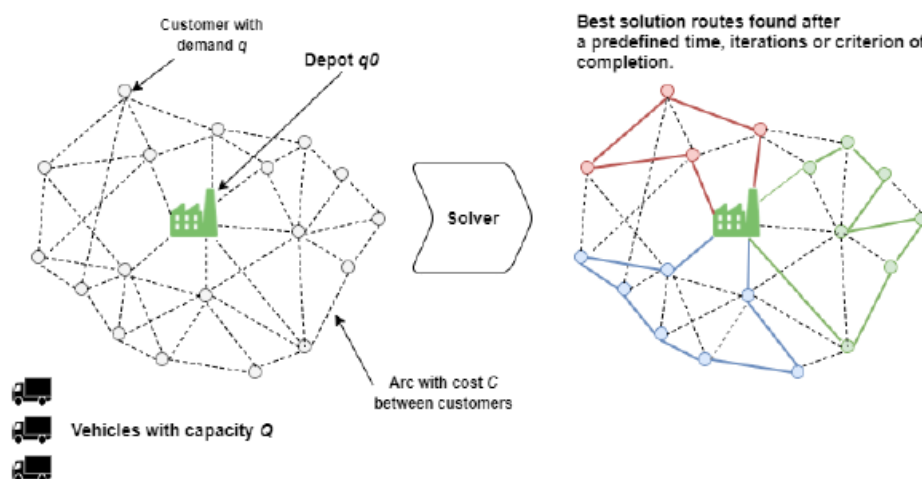 Customer with
demand q
Depot q0
Best solution routes found after
a predefined time, iterations or criterion of
completion.
Solver
Arc with cost C
between customers
Vehicles with capacity Q